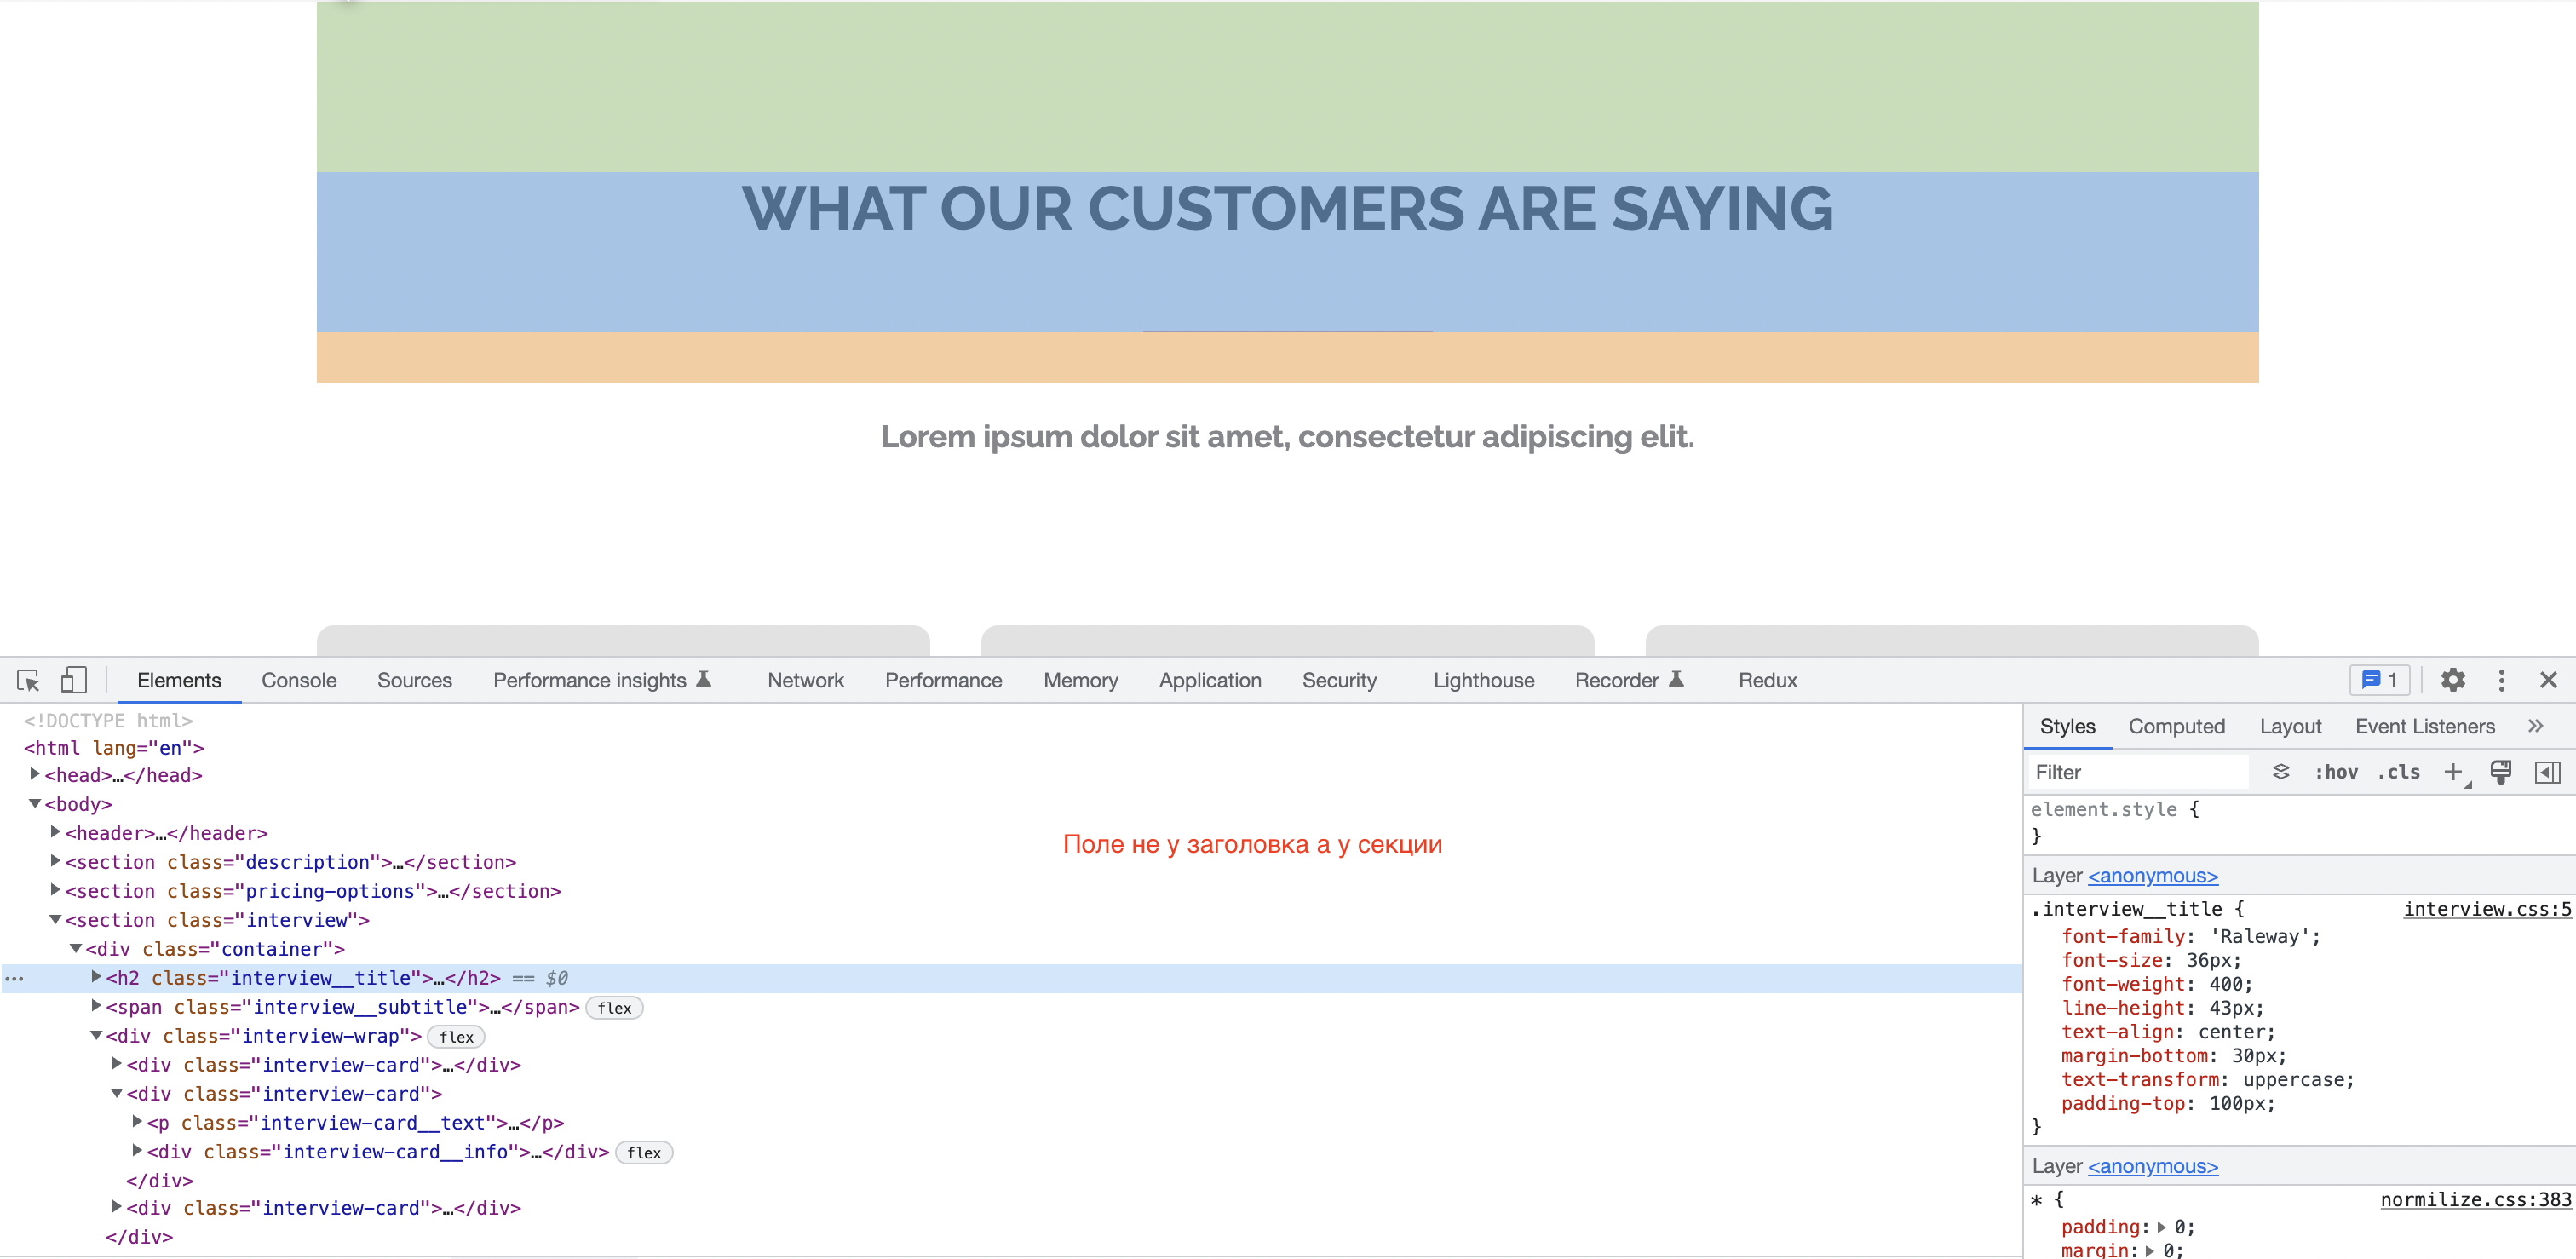 WHAT OUR CUSTOMERS ARE SAYING
Lorem ipsum dolor sit amet, consectetur adipiscing elit.
Elements Console Sources Performance insights Network Performance Memory Application Security Lighthouse Recorder Redux 1
<!DOCTYPE html>
<html lang="en">
<head>…</head>
<body>
<header>…</header>
<section class="description">…</section>
<section class="pricing-options">…</section>
<section class="interview">
<div class="container">
<h2 class="interview__title">…</h2> == $0
<span class="interview__subtitle">…</span> flex
<div class="interview-wrap"> flex
<div class="interview-card">…</div>
<div class="interview-card">
<p class="interview-card__text">…</p>
<div class="interview-card__info">…</div> flex
</div>
<div class="interview-card">…</div>
</div>
Поле не у заголовка а у секции
Styles Computed Layout Event Listeners
Filter :hov .cls
element.style {
}
Layer <anonymous>
.interview__title { interview.css:5
font-family: 'Raleway';
font-size: 36px;
font-weight: 400;
line-height: 43px;
text-align: center;
margin-bottom: 30px;
text-transform: uppercase;
padding-top: 100px;
}
Layer <anonymous>
* { normilize.css:383
padding: 0;
margin: 0;